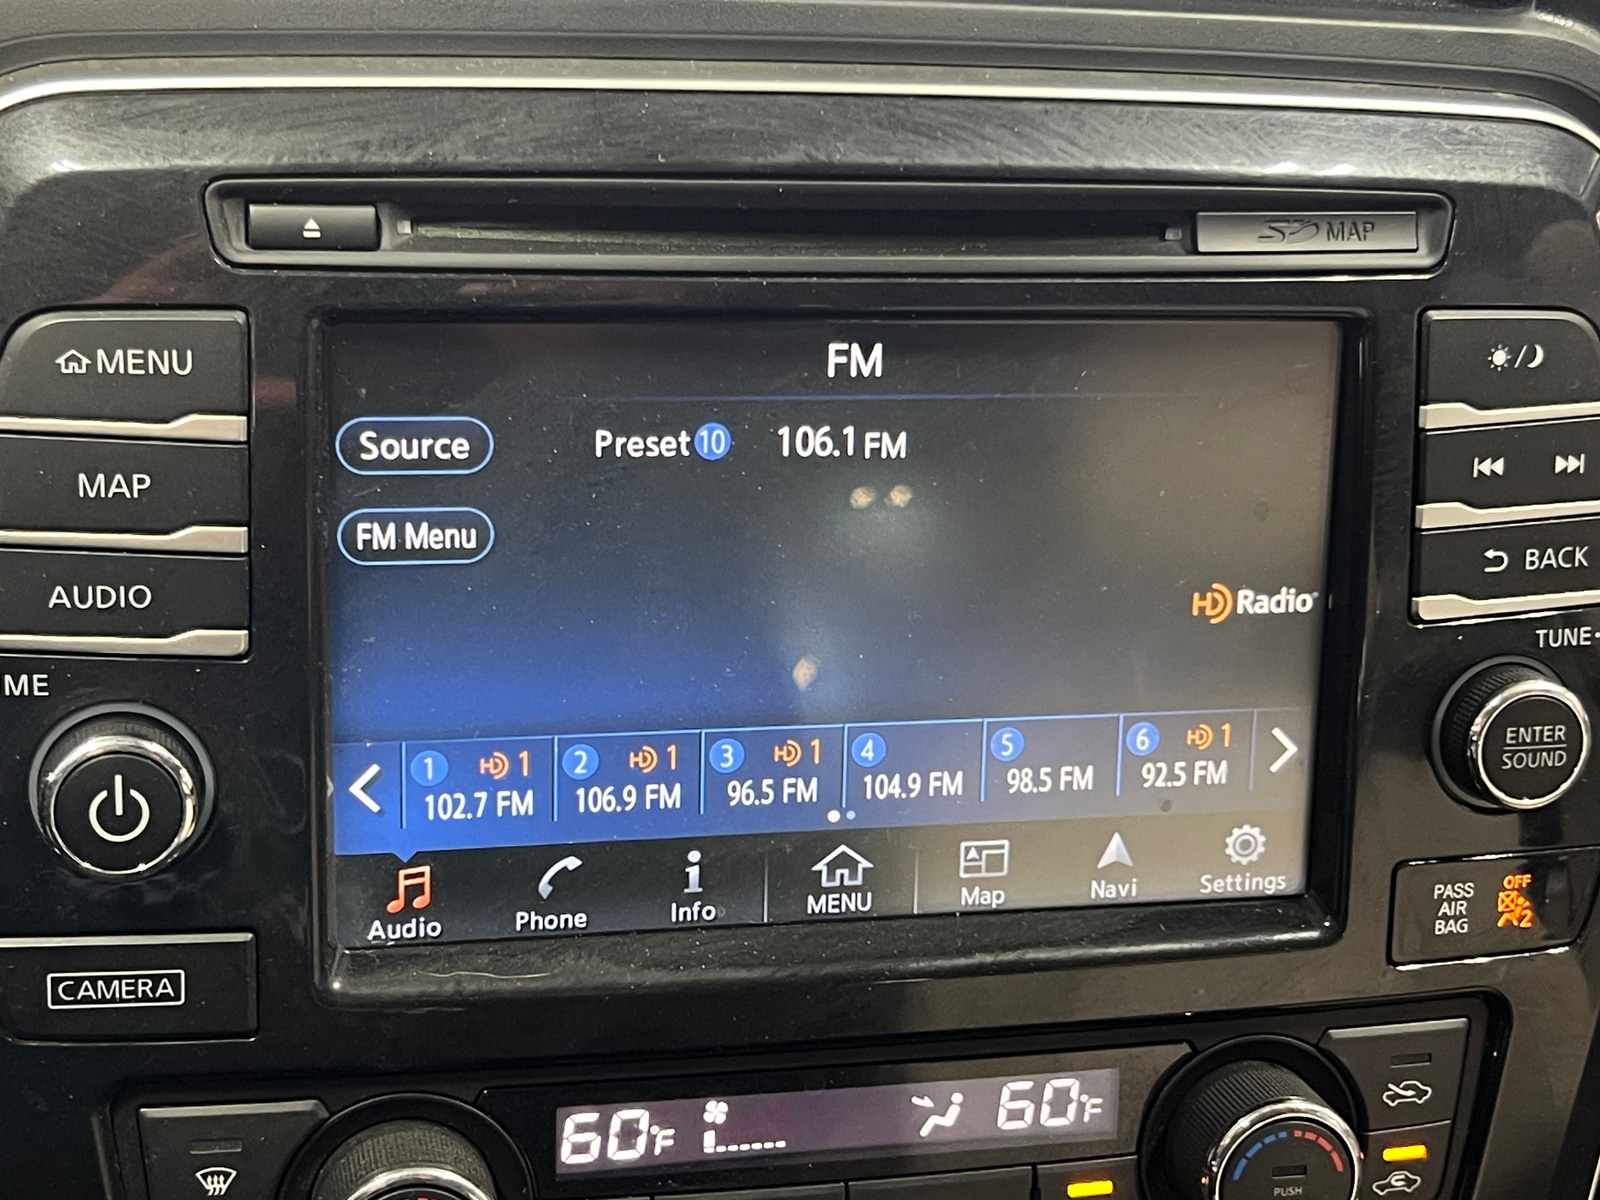 SD MAP
MENU
MAP
AUDIO
ME
CAMERA
FM
Source
Preset 10 106.1 FM
FM Menu
HD Radio
1 HD 1
102.7 FM
2 HD 1
106.9 FM
3 HD 1
96.5 FM
4
104.9 FM
5
98.5 FM
6 HD 1
92.5 FM
Audio
Phone
Info
MENU
Map
Navi
Settings
BACK
TUNE·
ENTER
SOUND
PASS
AIR
BAG
OFF
2
60°F
60°F
PUSH